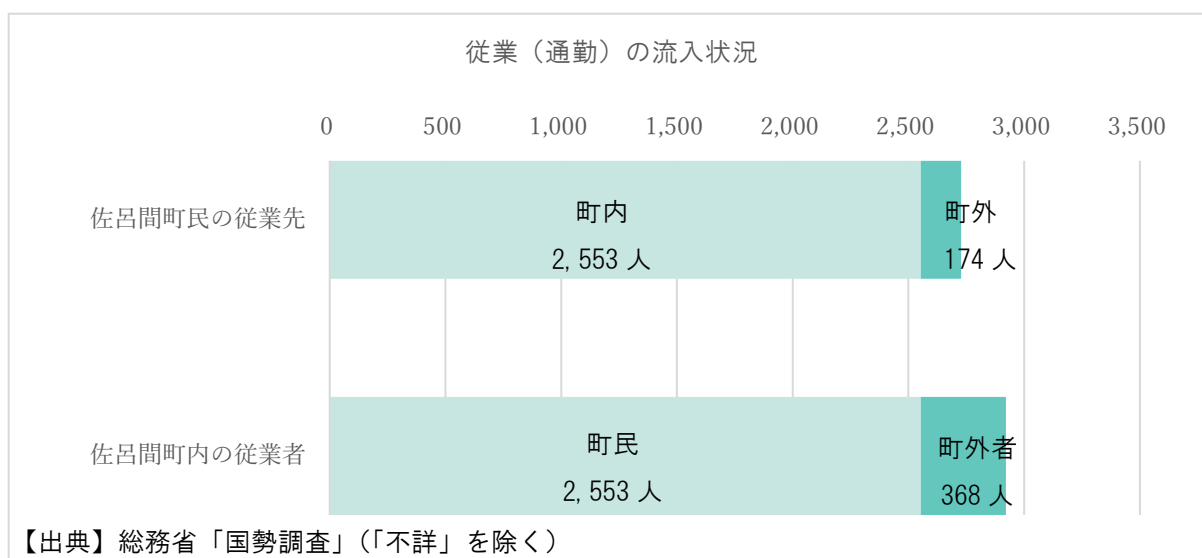 従業（通勤）の流入状況
0 500 1,000 1,500 2,000 2,500 3,000 3,500
佐呂間町民の従業先
町内
2,553 人
町外
174 人
佐呂間町内の従業者
町民
2,553 人
町外者
368 人
【出典】総務省「国勢調査」（「不詳」を除く）